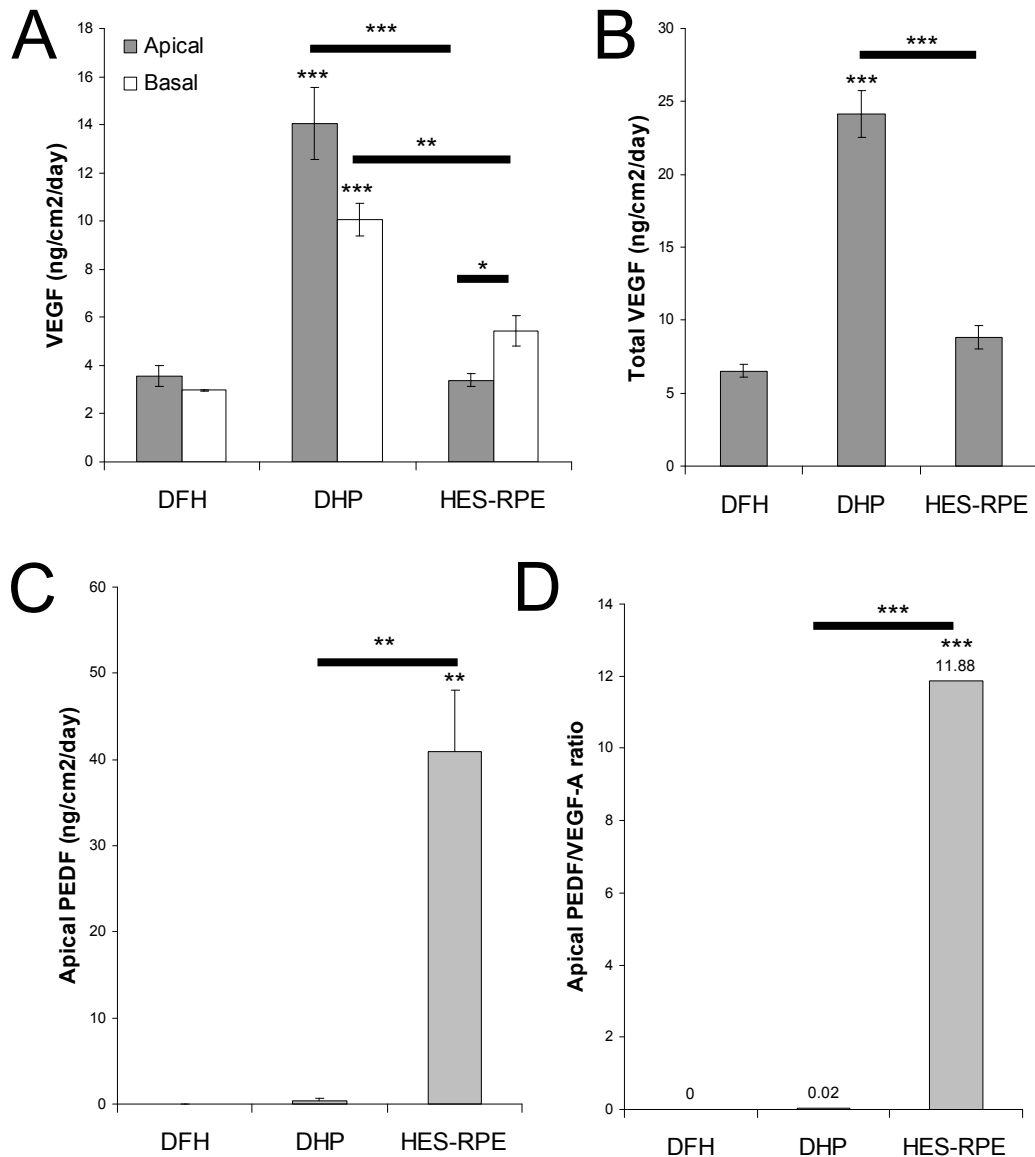 A
VEGF (ng/cm2/day)
18
16
14
12
10
8
6
4
2
0
Apical
Basal
***
***
**
***
*
DFH
DHP
HES-RPE
B
Total VEGF (ng/cm2/day)
30
25
20
15
10
5
0
***
***
DFH
DHP
HES-RPE
C
Apical PEDF (ng/cm2/day)
60
50
40
30
20
10
0
**
**
DFH
DHP
HES-RPE
D
Apical PEDF/VEGF-A ratio
14
12
10
8
6
4
2
0
***
***
11.88
0
0.02
DFH
DHP
HES-RPE